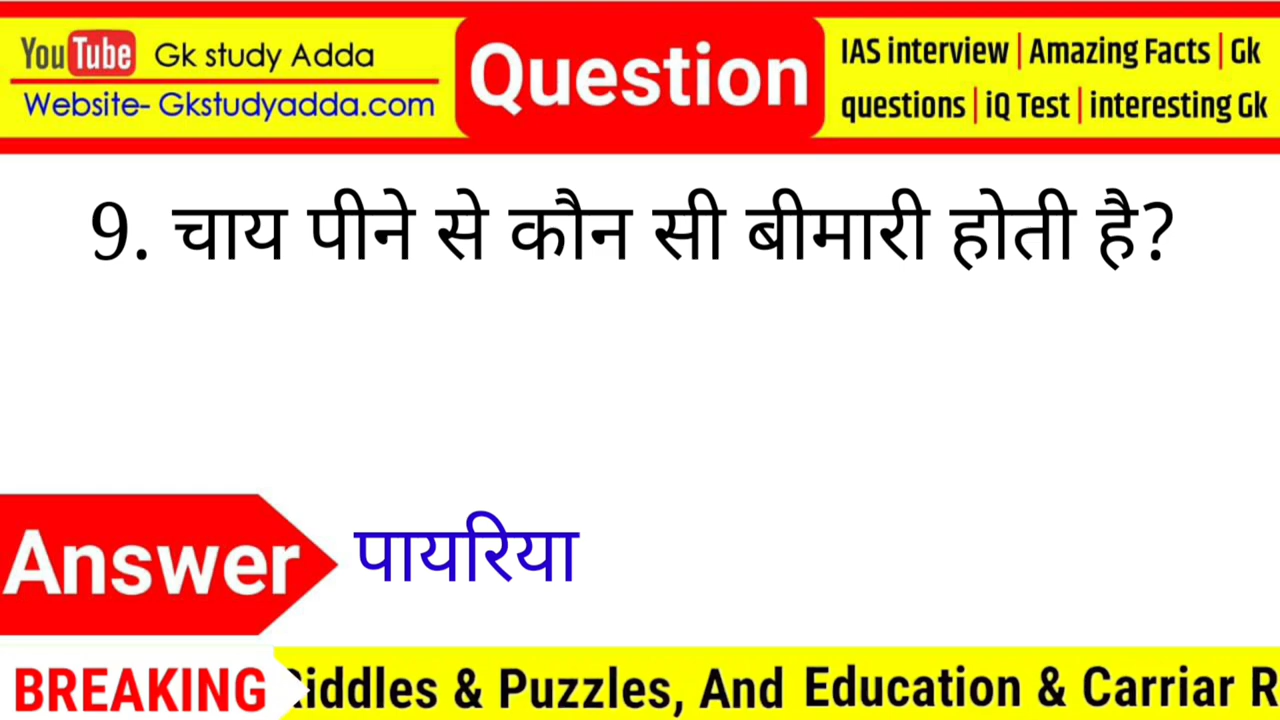 YouTube Gk study Adda
Website- Gkstudyadda.com
Question
IAS interview | Amazing Facts | Gk
questions | iQ Test | interesting Gk
9. चाय पीने से कौन सी बीमारी होती है?
Answer
पायरिया
BREAKING
iddles & Puzzles, And Education & Carriar R